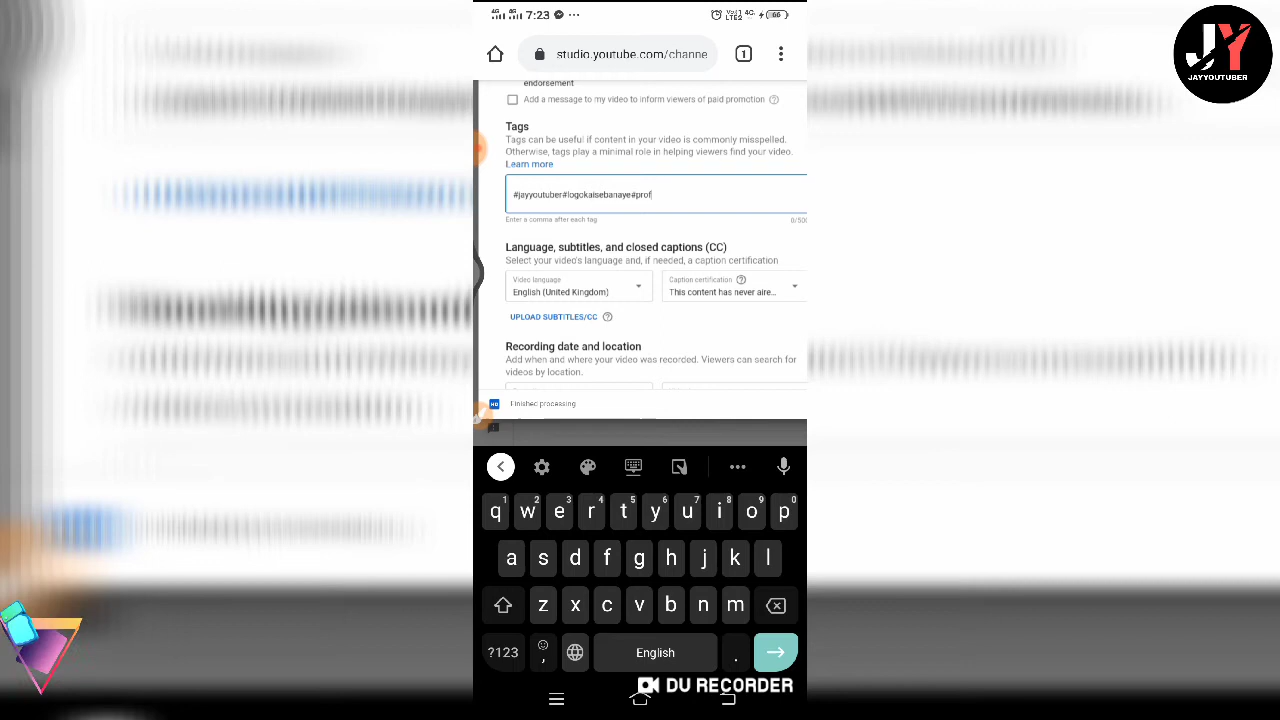 7:23
66
studio.youtube.com/channe
1
JY
JAYYOUTUBER
endorsement
Add a message to my video to inform viewers of paid promotion
Tags
Tags can be useful if content in your video is commonly misspelled.
Otherwise, tags play a minimal role in helping viewers find your video.
Learn more
#jayyoutuber#logokaisebanaye#prof
Enter a comma after each tag
0/500
Language, subtitles, and closed captions (CC)
Select your video's language and, if needed, a caption certification
Video language
English (United Kingdom)
Caption certification
This content has never aire...
UPLOAD SUBTITLES/CC
Recording date and location
Add when and where your video was recorded. Viewers can search for
videos by location.
HD Finished processing
1 2 3 4 5 6 7 8 9 0
q w e r t y u i o p
a s d f g h j k l
z x c v b n m
?123 , English .
DU RECORDER